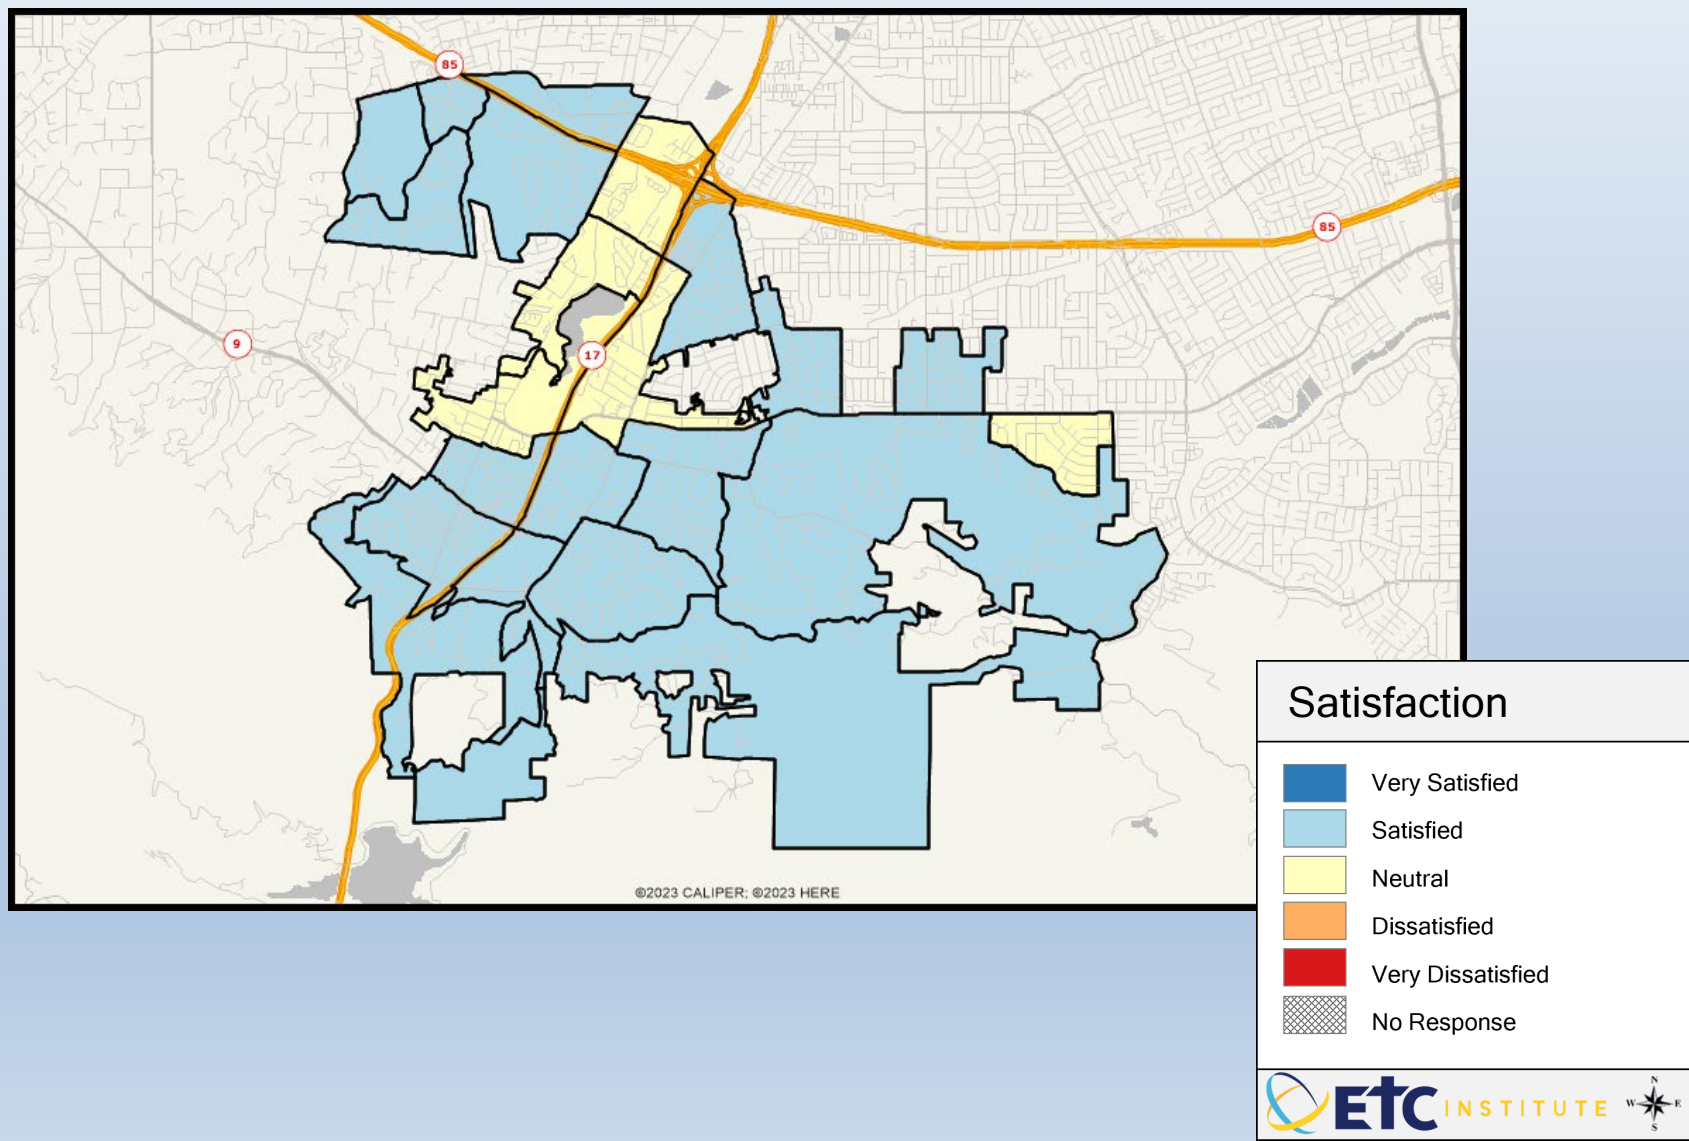 85
85
9
17
©2023 CALIPER; ©2023 HERE
Satisfaction
Very Satisfied
Satisfied
Neutral
Dissatisfied
Very Dissatisfied
No Response
ETC INSTITUTE
N
W E
S